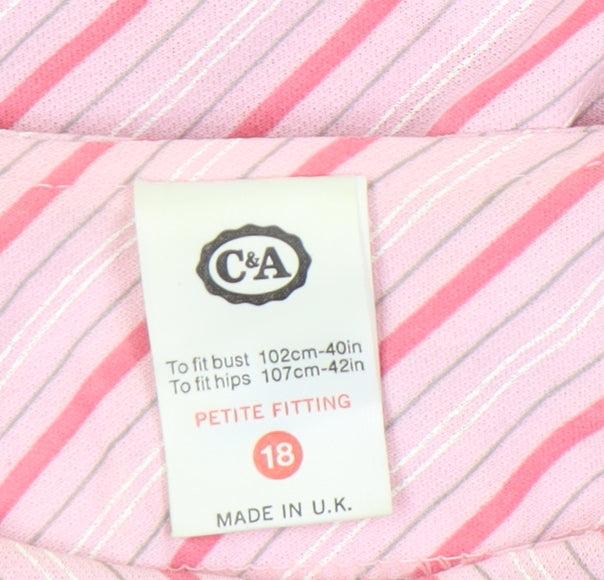 C&A
To fit bust 102cm-40in
To fit hips 107cm-42in
PETITE FITTING
18
MADE IN U.K.